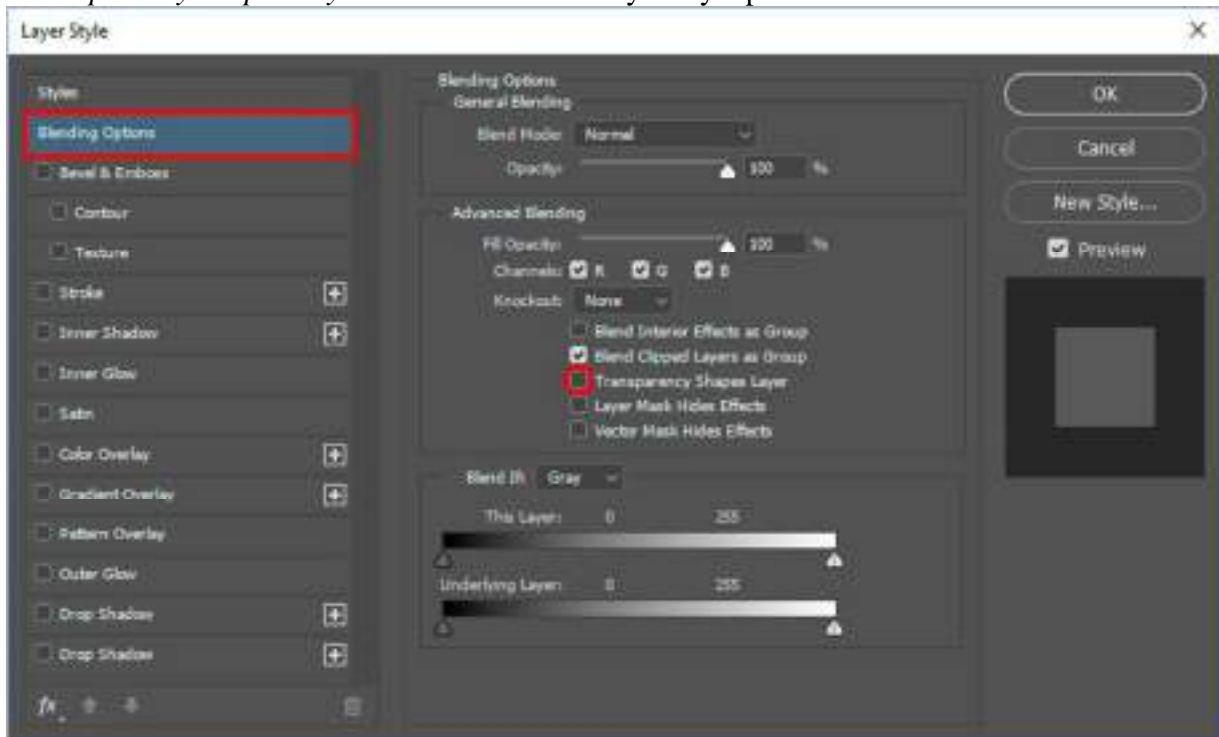 Layer Style
Styles
Blending Options
Bevel & Emboss
Contour
Texture
Stroke
Inner Shadow
Inner Glow
Satin
Color Overlay
Gradient Overlay
Pattern Overlay
Outer Glow
Drop Shadow
Drop Shadow
fx
Blending Options
General Blending
Blend Mode: Normal
Opacity: 100 %
Advanced Blending
Fill Opacity: 100 %
Channels: R G B
Knockout: None
Blend Interior Effects as Group
Blend Clipped Layers as Group
Transparency Shapes Layer
Layer Mask Hides Effects
Vector Mask Hides Effects
Blend If: Gray
This Layer: 0 255
Underlying Layer: 0 255
OK
Cancel
New Style...
Preview